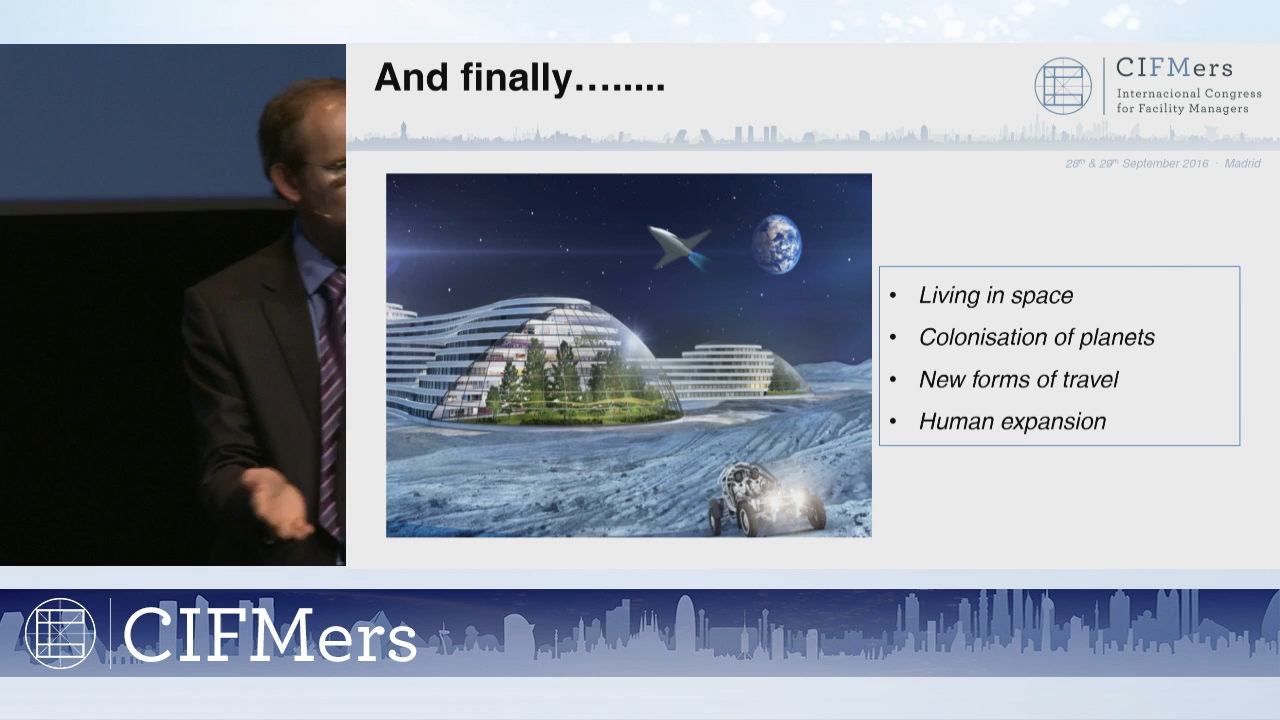 And finally….....
CIFMers
Internacional Congress
for Facility Managers
28th & 29th September 2016 · Madrid
• Living in space
• Colonisation of planets
• New forms of travel
• Human expansion
CIFMers